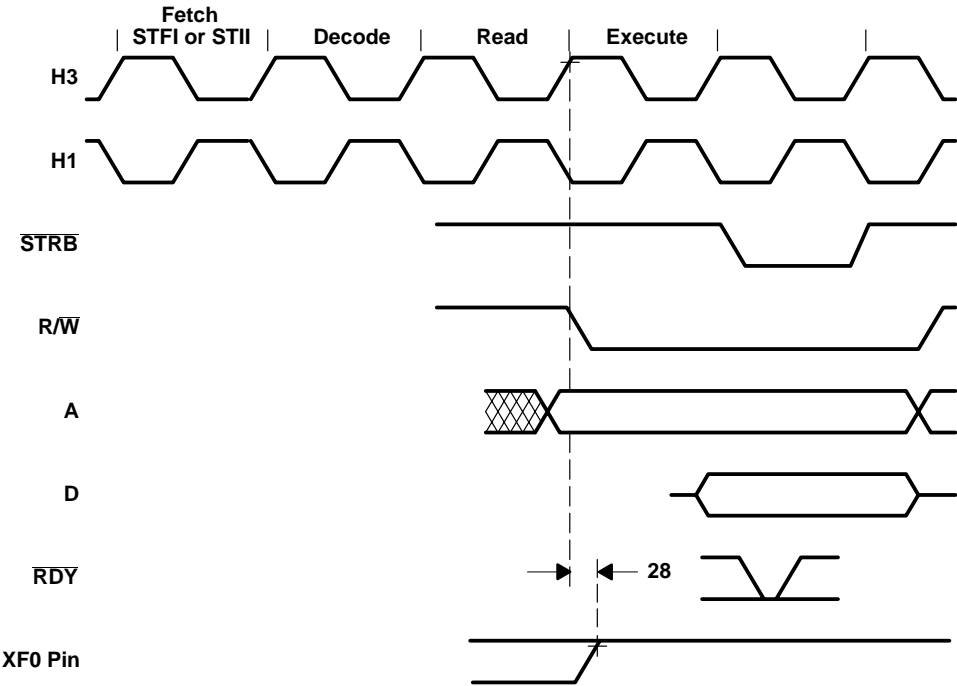 Fetch
STFI or STII Decode Read Execute
H3
H1
STRB
R/W
A
D
RDY
28
XF0 Pin